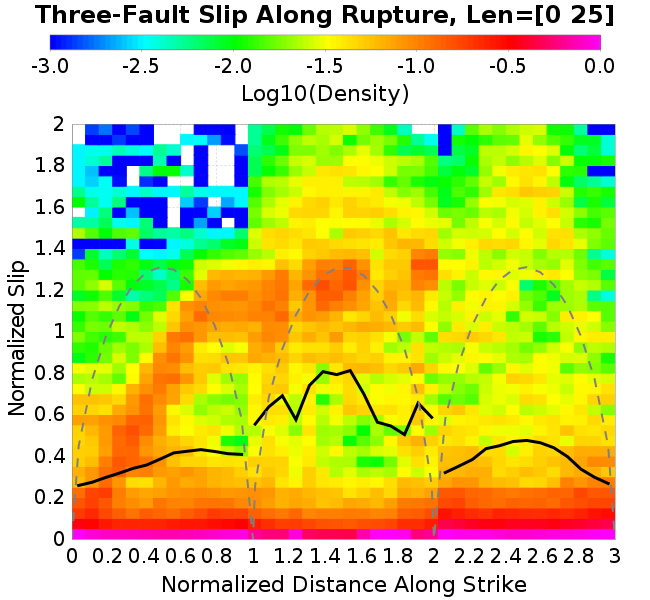 Three-Fault Slip Along Rupture, Len=[0 25]
-3.0 -2.5 -2.0 -1.5 -1.0 -0.5 0.0
Log10(Density)
2
1.8
1.6
1.4
1.2
1
0.8
0.6
0.4
0.2
0
Normalized Slip
0 0.2 0.4 0.6 0.8 1 1.2 1.4 1.6 1.8 2 2.2 2.4 2.6 2.8 3
Normalized Distance Along Strike